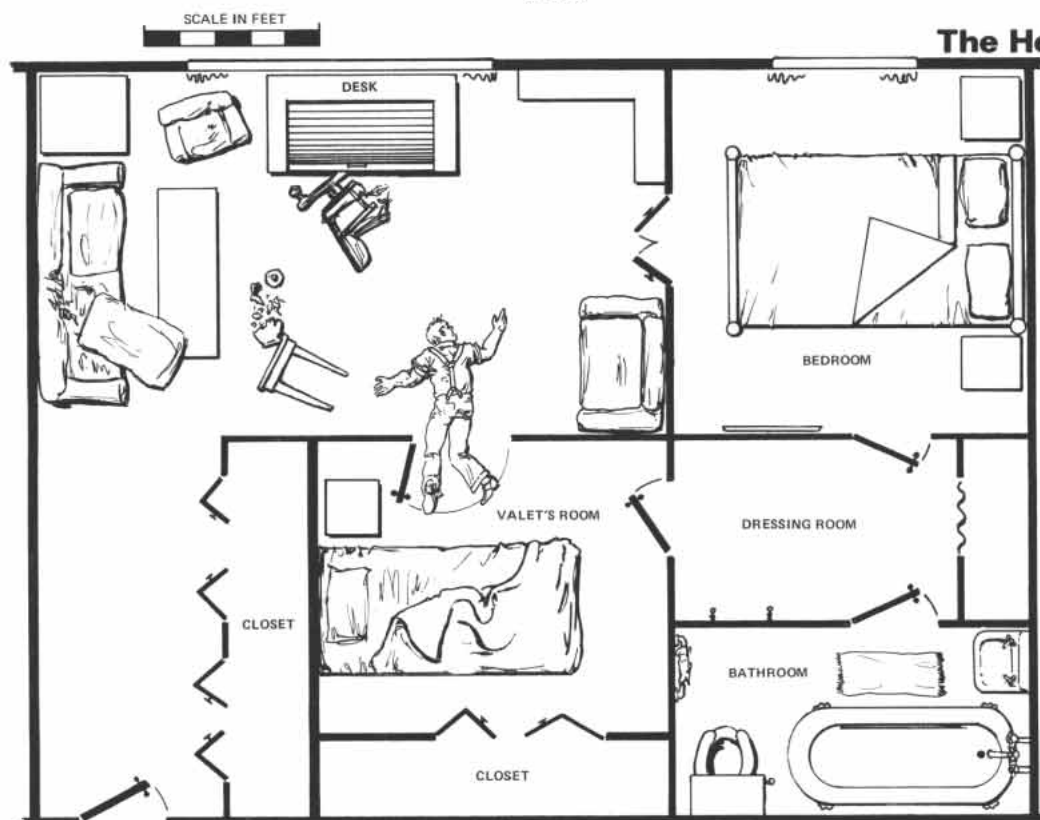 SCALE IN FEET
The
DESK
BEDROOM
VALET'S ROOM
DRESSING ROOM
CLOSET
BATHROOM
CLOSET